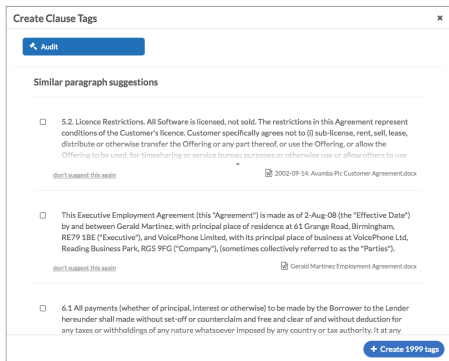 Create Clause Tags
Audit
Similar paragraph suggestions
5.2. Licence Restrictions. All Software is licensed, not sold. The restrictions in this Agreement represent
conditions of the Customer's licence. Customer specifically agrees not to (i) sub-license, rent, sell, lease,
distribute or otherwise transfer the Offering or any part thereof, or use the Offering, or allow the
Offering to be used, for timesharing or service bureau purposes or otherwise use or allow others to use
don't suggest this again
2002-09-14: Avamba Plc Customer Agreement.docx
This Executive Employment Agreement (this "Agreement") is made as of 2-Aug-08 (the "Effective Date")
by and between Gerald Martinez, with principal place of residence at 61 Grange Road, Birmingham,
RE79 1BE ("Executive"), and VoicePhone Limited, with its principal place of business at VoicePhone Ltd,
Reading Business Park, RG5 9FG ("Company"), (sometimes collectively referred to as the "Parties").
don't suggest this again
Gerald Martinez Employment Agreement.docx
6.1 All payments (whether of principal, interest or otherwise) to be made by the Borrower to the Lender
hereunder shall made without set-off or counterclaim and free and clear of and without deduction for
any taxes or withholdings of any nature whatsoever imposed by any country or tax authority. It at any
+ Create 1999 tags